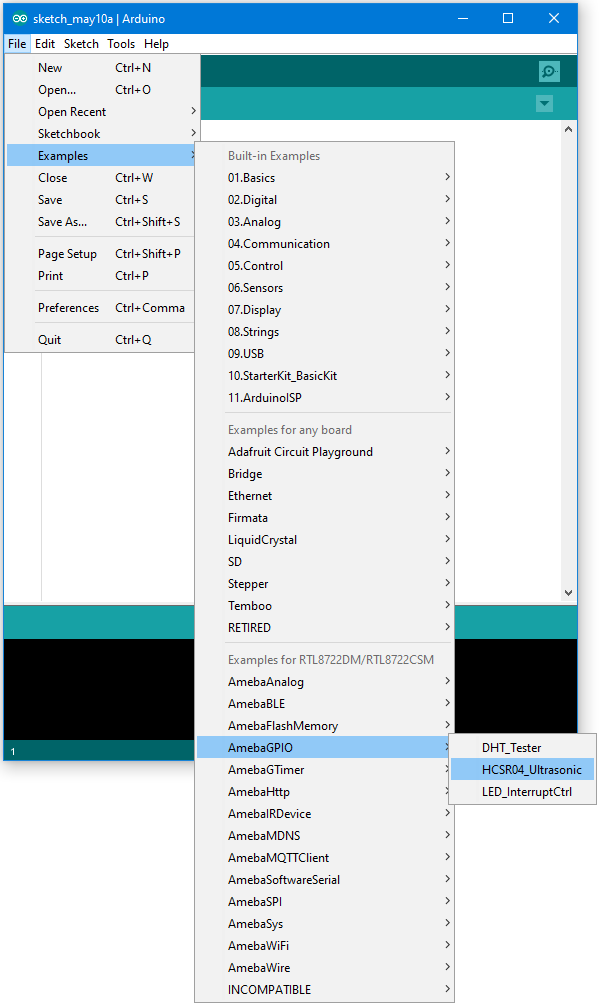 sketch_may10a | Arduino
File Edit Sketch Tools Help
New Ctrl+N
Open... Ctrl+O
Open Recent
Sketchbook
Examples
Close Ctrl+W
Save Ctrl+S
Save As... Ctrl+Shift+S
Page Setup Ctrl+Shift+P
Print Ctrl+P
Preferences Ctrl+Comma
Quit Ctrl+Q
Built-in Examples
01.Basics
02.Digital
03.Analog
04.Communication
05.Control
06.Sensors
07.Display
08.Strings
09.USB
10.StarterKit_BasicKit
11.ArduinoISP
Examples for any board
Adafruit Circuit Playground
Bridge
Ethernet
Firmata
LiquidCrystal
SD
Stepper
Temboo
RETIRED
Examples for RTL8722DM/RTL8722CSM
AmebaAnalog
AmebaBLE
AmebaFlashMemory
AmebaGPIO
AmebaGTimer
AmebaHttp
AmebaIRDevice
AmebaMDNS
AmebaMQTTClient
AmebaSoftwareSerial
AmebaSPI
AmebaSys
AmebaWiFi
AmebaWire
INCOMPATIBLE
DHT_Tester
HCSR04_Ultrasonic
LED_InterruptCtrl
1